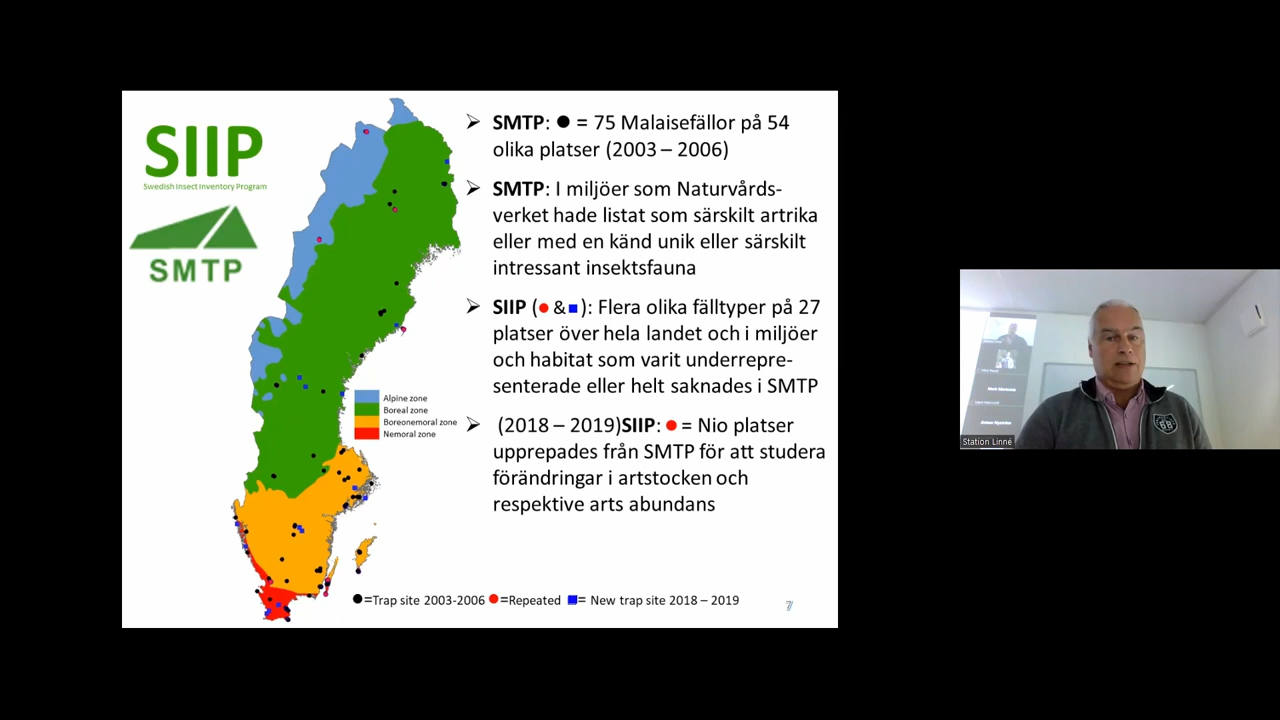 SIIP
Swedish Insect Inventory Program
SMTP
➢ SMTP: ● = 75 Malaisefällor på 54
olika platser (2003 – 2006)
➢ SMTP: I miljöer som Naturvårds-
verket hade listat som särskilt artrika
eller med en känd unik eller särskilt
intressant insektsfauna
➢ SIIP (●&■): Flera olika fälltyper på 27
platser över hela landet och i miljöer
och habitat som varit underrepre-
senterade eller helt saknades i SMTP
➢ (2018 – 2019)SIIP: ● = Nio platser
upprepades från SMTP för att studera
förändringar i artstocken och
respektive arts abundans
Alpine zone
Boreal zone
Boreonemoral zone
Nemoral zone
●=Trap site 2003-2006 ●=Repeated ■= New trap site 2018 – 2019
7
Station Linné